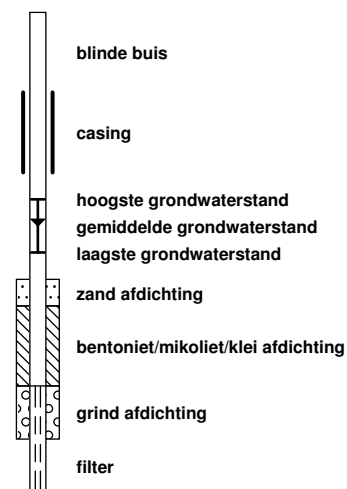 blinde buis
casing
hoogste grondwaterstand
gemiddelde grondwaterstand
laagste grondwaterstand
zand afdichting
bentoniet/mikoliet/klei afdichting
grind afdichting
filter